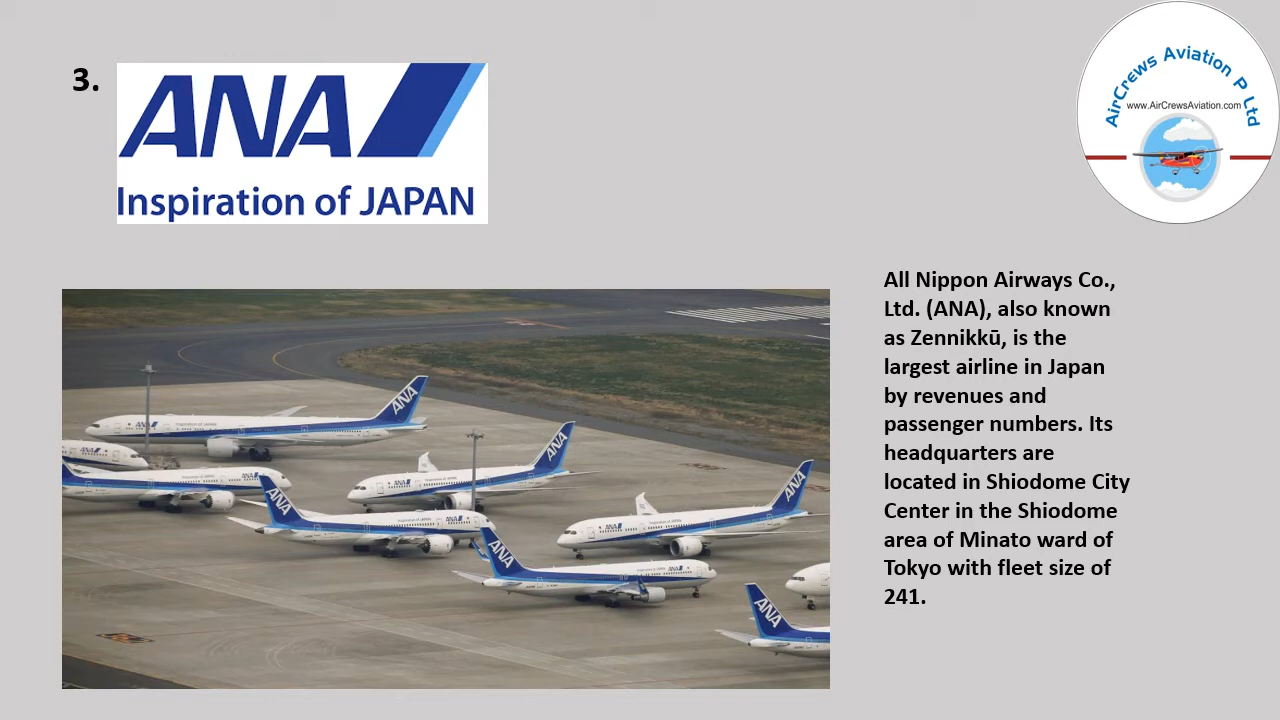 3.
ANA
Inspiration of JAPAN
AirCrews Aviation P Ltd
www.AirCrewsAviation.com
All Nippon Airways Co.,
Ltd. (ANA), also known
as Zennikkū, is the
largest airline in Japan
by revenues and
passenger numbers. Its
headquarters are
located in Shiodome City
Center in the Shiodome
area of Minato ward of
Tokyo with fleet size of
241.
ANA
ANA
ANA
ANA
ANA
ANA